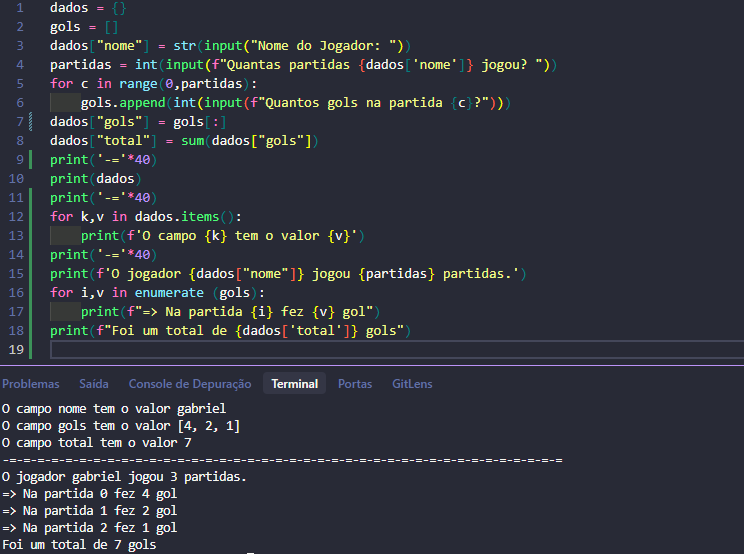 1 dados = {}
2 gols = []
3 dados["nome"] = str(input("Nome do Jogador: "))
4 partidas = int(input(f"Quantas partidas {dados['nome']} jogou? "))
5 for c in range(0,partidas):
6     gols.append(int(input(f"Quantos gols na partida {c}?")))
7 dados["gols"] = gols[:]
8 dados["total"] = sum(dados["gols"])
9 print('-='*40)
10 print(dados)
11 print('-='*40)
12 for k,v in dados.items():
13     print(f'O campo {k} tem o valor {v}')
14 print('-='*40)
15 print(f'O jogador {dados["nome"]} jogou {partidas} partidas.')
16 for i,v in enumerate (gols):
17     print(f"=> Na partida {i} fez {v} gol")
18 print(f"Foi um total de {dados['total']} gols")
19
Problemas Saída Console de Depuração Terminal Portas GitLens
O campo nome tem o valor gabriel
O campo gols tem o valor [4, 2, 1]
O campo total tem o valor 7
-=-=-=-=-=-=-=-=-=-=-=-=-=-=-=-=-=-=-=-=-=-=-=-=-=-=-=-=-=-=-=-=-=-=-=-=-=-=-=-=
O jogador gabriel jogou 3 partidas.
=> Na partida 0 fez 4 gol
=> Na partida 1 fez 2 gol
=> Na partida 2 fez 1 gol
Foi um total de 7 gols